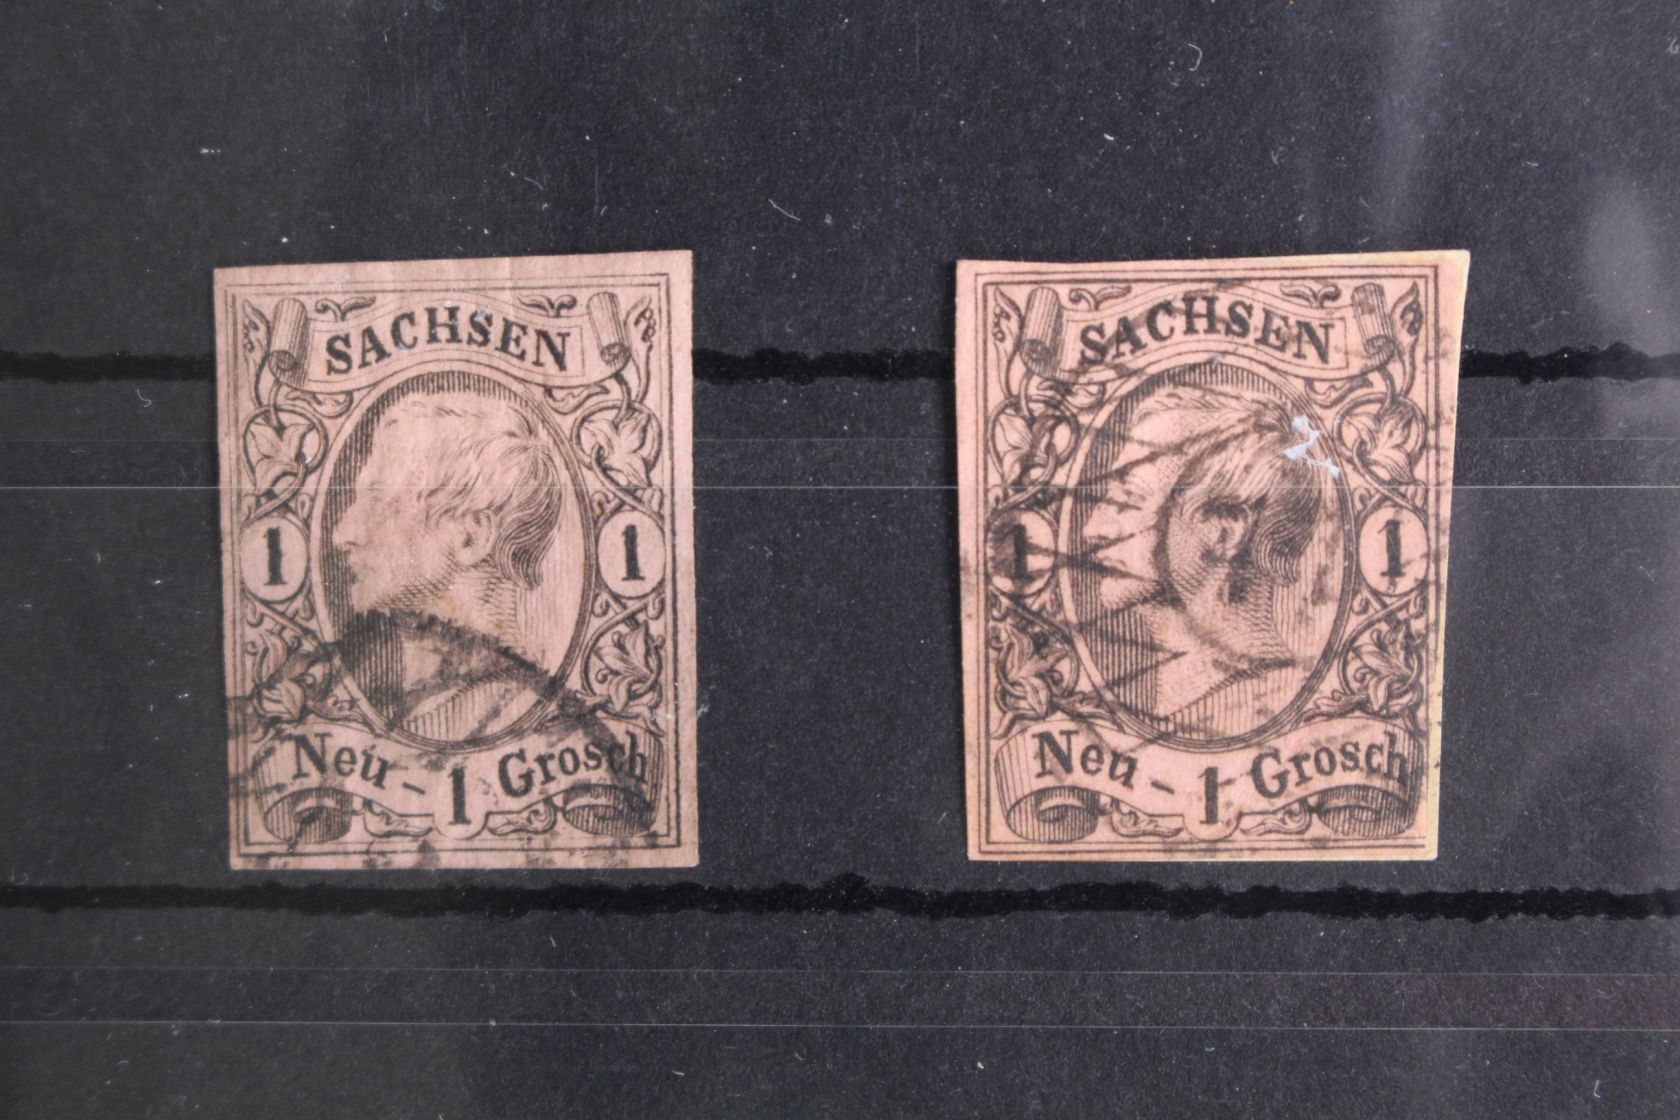 SACHSEN
1 1
Neu - 1 Grosch
SACHSEN
1 1
Neu - 1 Grosch